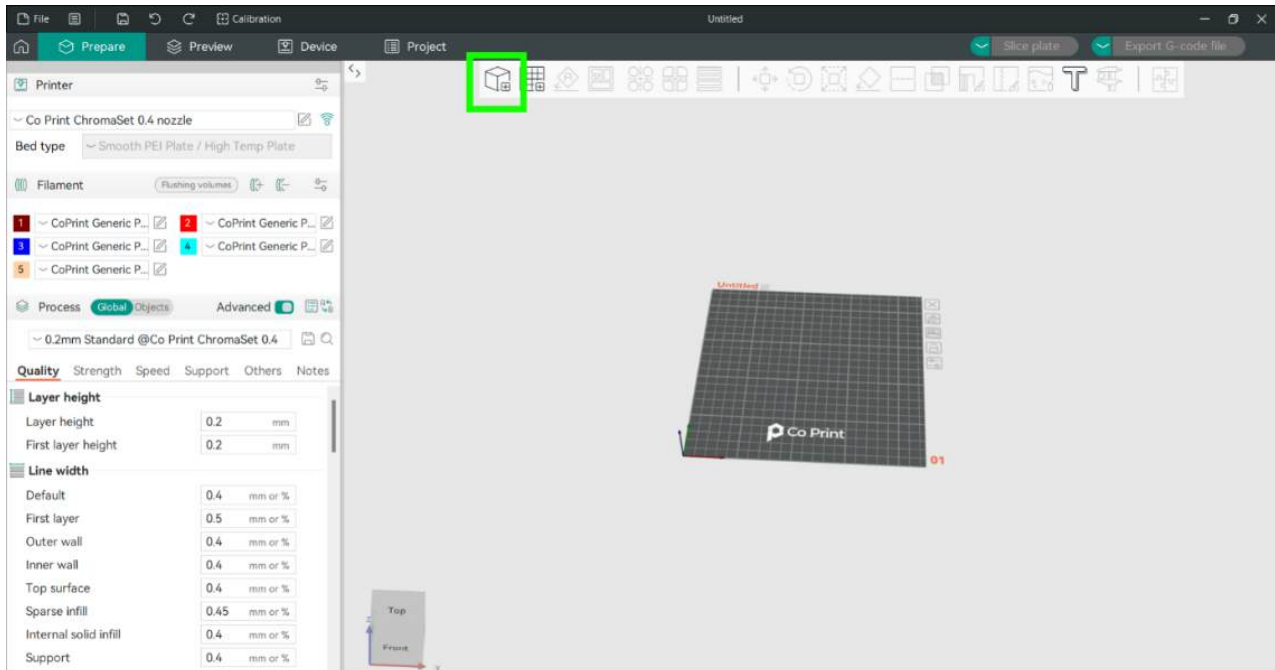 File Calibration Untitled
Prepare Preview Device Project Slice plate Export G-code file
Printer
Co Print ChromaSet 0.4 nozzle
Bed type Smooth PEI Plate / High Temp Plate
Filament Flushing volumes
1 CoPrint Generic P... 2 CoPrint Generic P...
3 CoPrint Generic P... 4 CoPrint Generic P...
5 CoPrint Generic P...
Process Global Objects Advanced
0.2mm Standard @Co Print ChromaSet 0.4
Quality Strength Speed Support Others Notes
Layer height
Layer height 0.2 mm
First layer height 0.2 mm
Line width
Default 0.4 mm or %
First layer 0.5 mm or %
Outer wall 0.4 mm or %
Inner wall 0.4 mm or %
Top surface 0.4 mm or %
Sparse infill 0.45 mm or %
Internal solid infill 0.4 mm or %
Support 0.4 mm or %
Untitled
Co Print
01
Top
Front
x